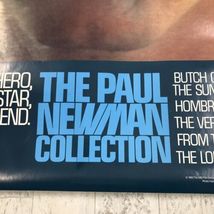 HERO,
STAR,
END.
THE PAUL
NEWMAN
COLLECTION
BUTCH
THE SUN
HOMBR
THE VER
FROM T
THE LO